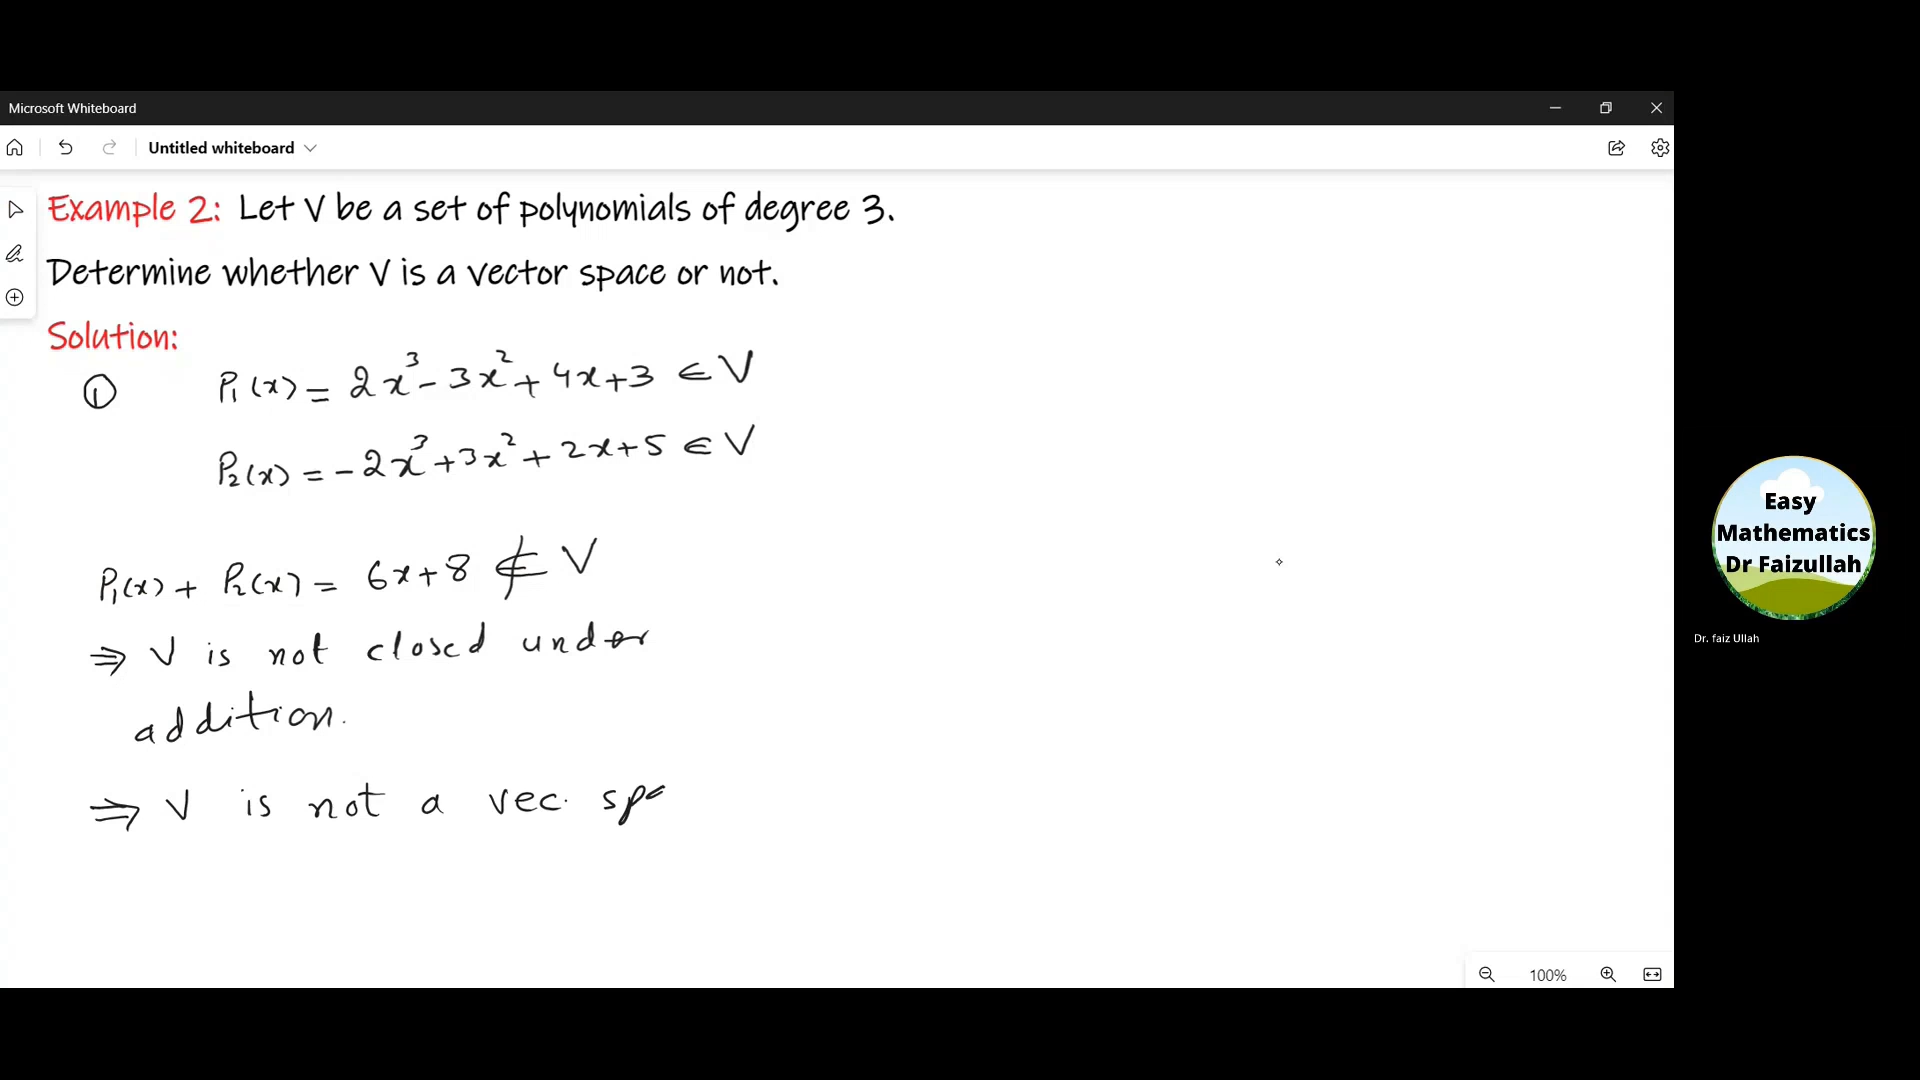 Microsoft Whiteboard
Untitled whiteboard
Example 2: Let V be a set of polynomials of degree 3.
Determine whether V is a vector space or not.
Solution:
① P₁(x) = 2x³ - 3x² + 4x + 3 ∈ V
P₂(x) = -2x³ + 3x² + 2x + 5 ∈ V
P₁(x) + P₂(x) = 6x + 8 ∉ V
⇒ V is not closed under
addition.
⇒ V is not a vec. spa
100%
Easy
Mathematics
Dr Faizullah
Dr. faiz Ullah